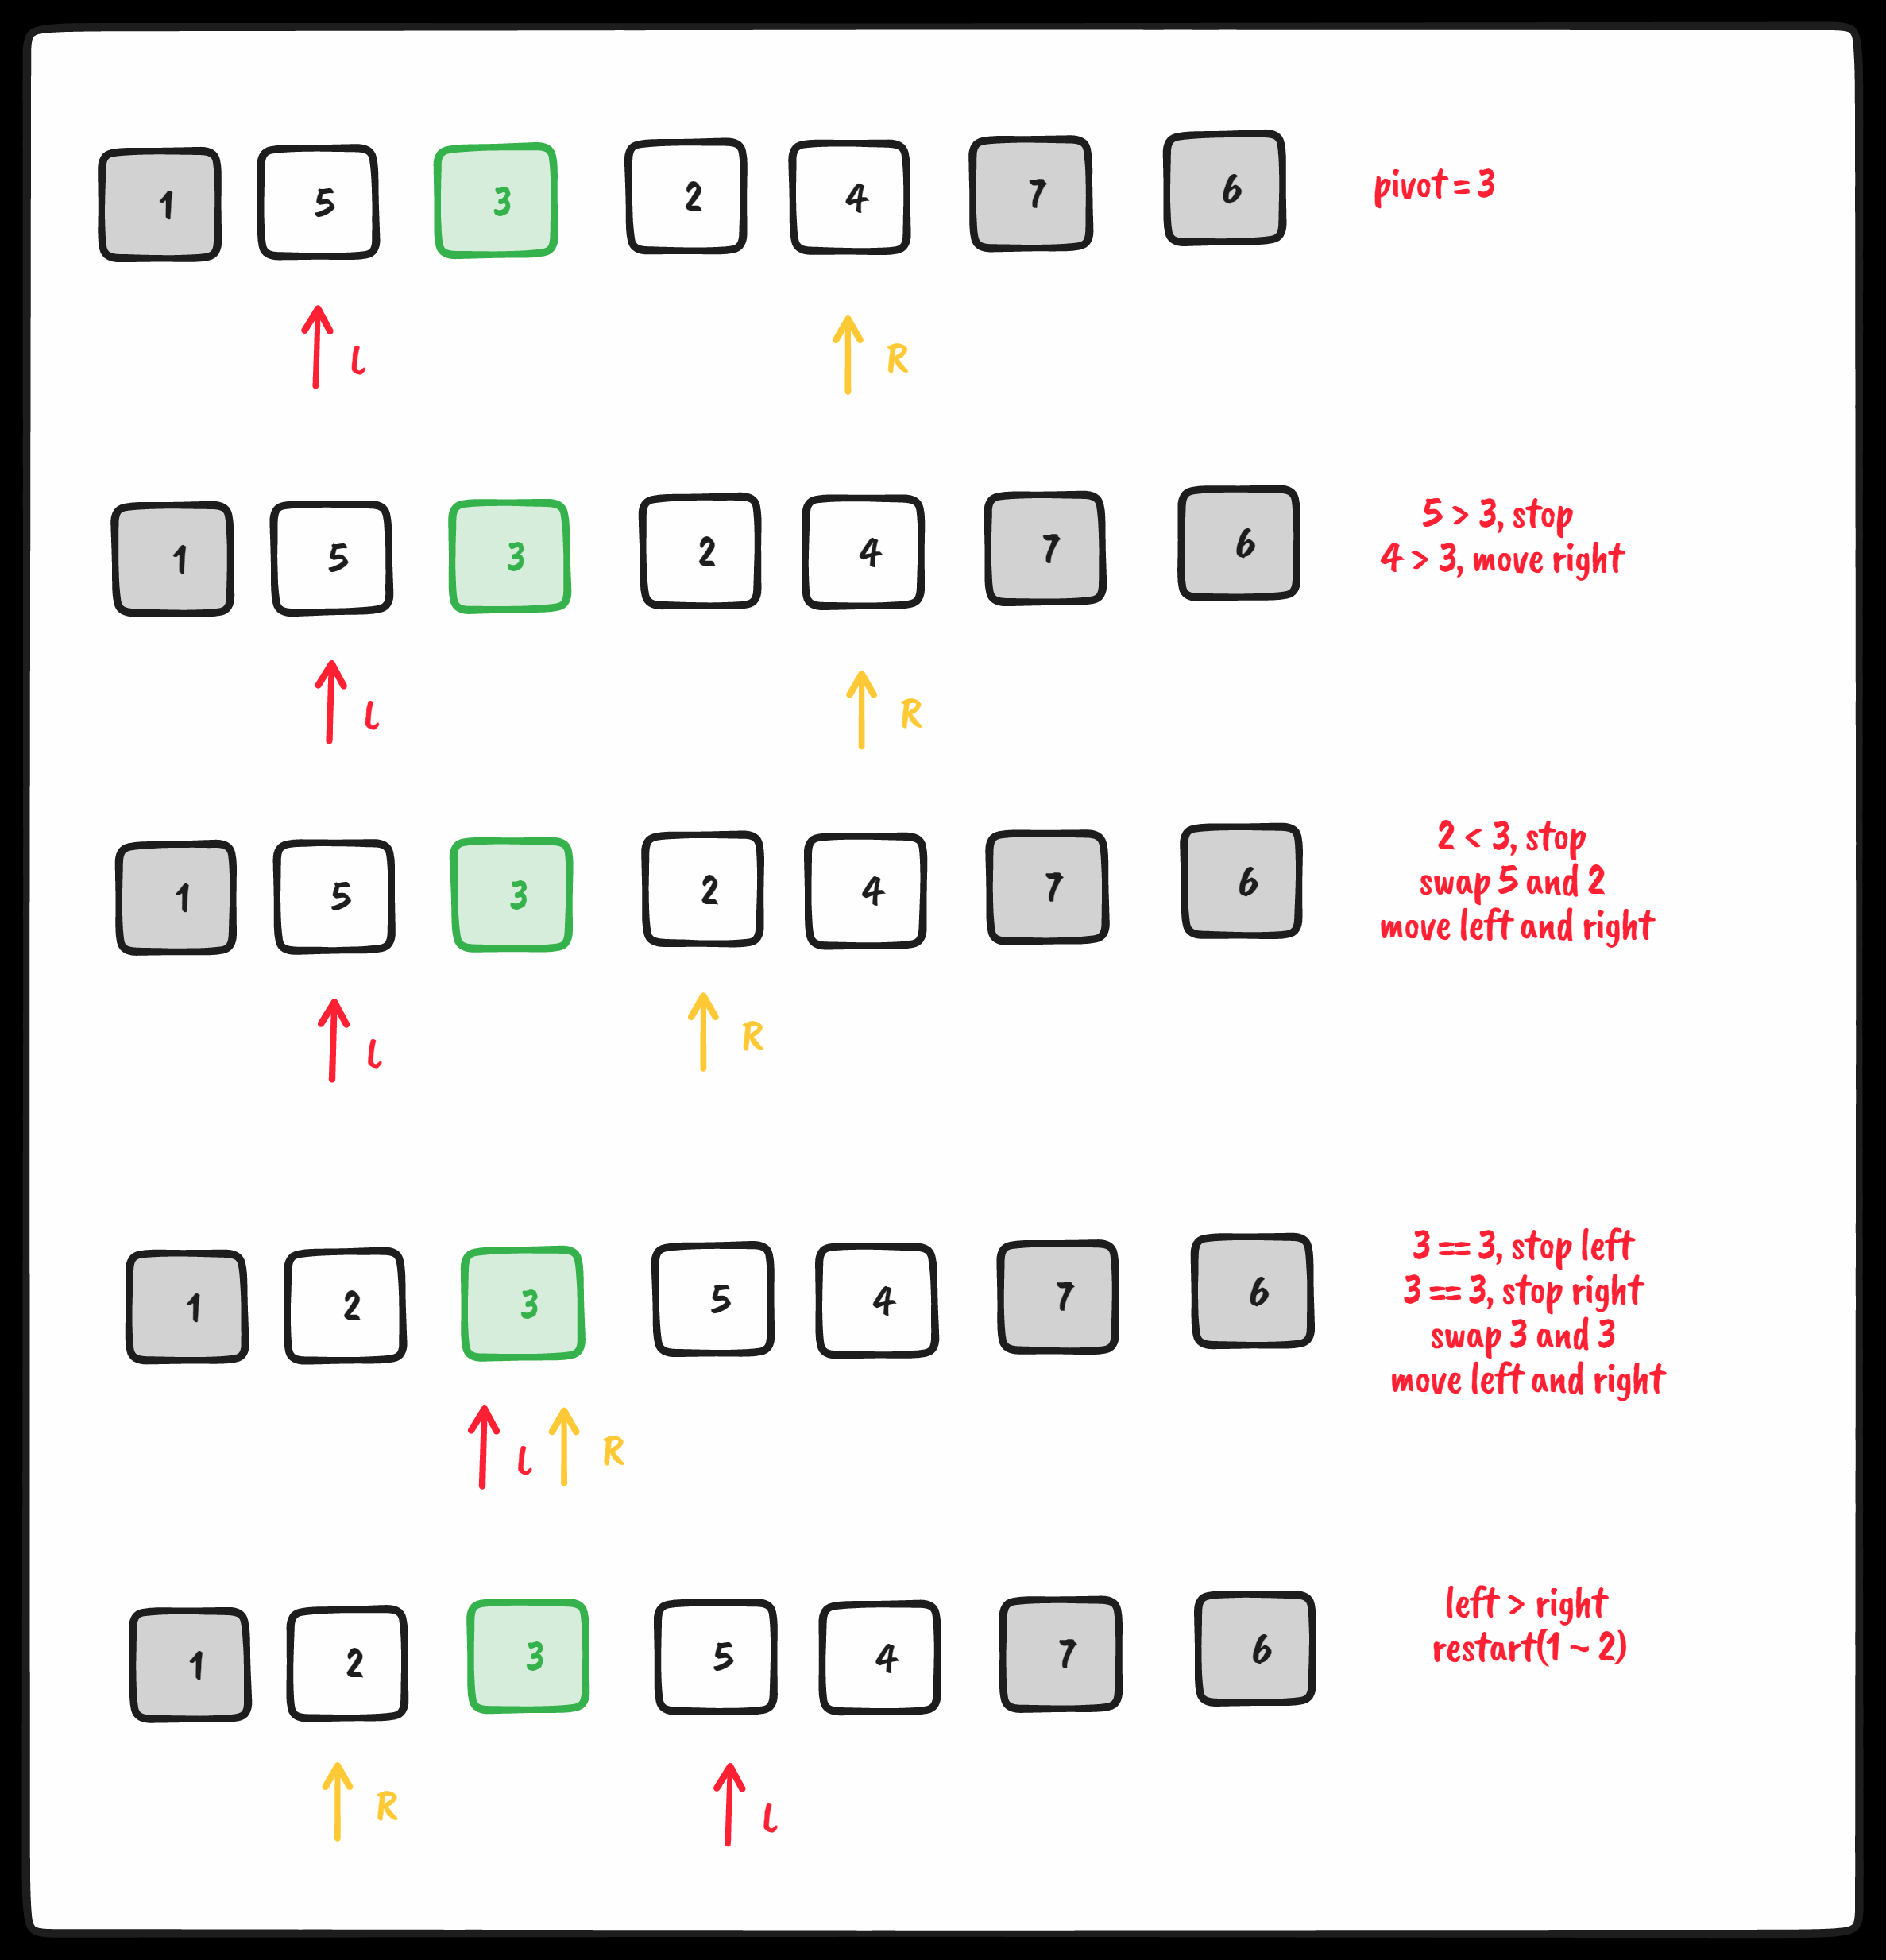 1 5 3 2 4 7 6 pivot = 3
L R
1 5 3 2 4 7 6
5 > 3, stop
4 > 3, move right
L R
1 5 3 2 4 7 6
2 < 3, stop
swap 5 and 2
move left and right
L R
1 2 3 5 4 7 6
3 == 3, stop left
3 == 3, stop right
swap 3 and 3
move left and right
L R
1 2 3 5 4 7 6
left > right
restart(1 ~ 2)
R L